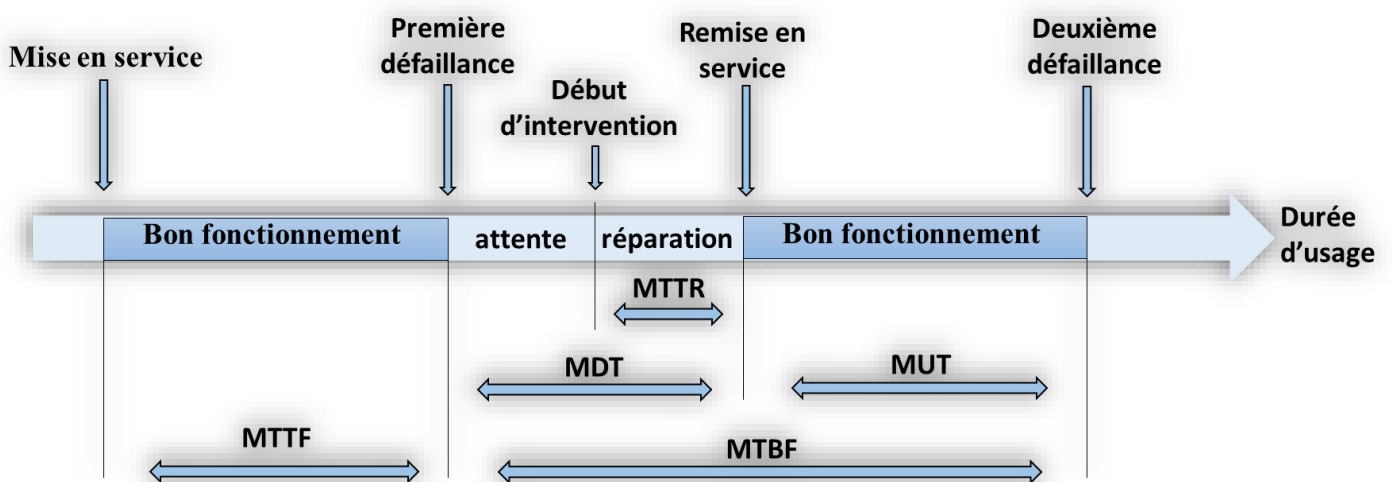 Mise en service
Première
défaillance
Début
d’intervention
Remise en
service
Deuxième
défaillance
Bon fonctionnement
attente
réparation
Bon fonctionnement
Durée
d’usage
MTTR
MDT
MUT
MTTF
MTBF